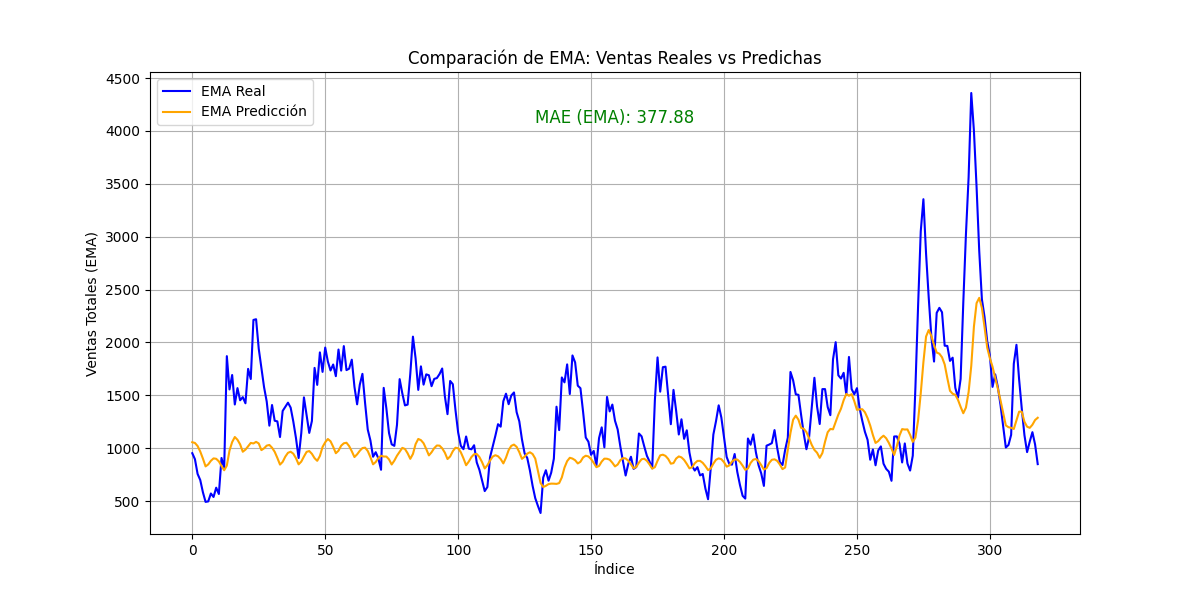 Comparación de EMA: Ventas Reales vs Predichas
EMA Real
EMA Predicción
MAE (EMA): 377.88
Ventas Totales (EMA)
4500
4000
3500
3000
2500
2000
1500
1000
500
0
50
100
150
200
250
300
Índice